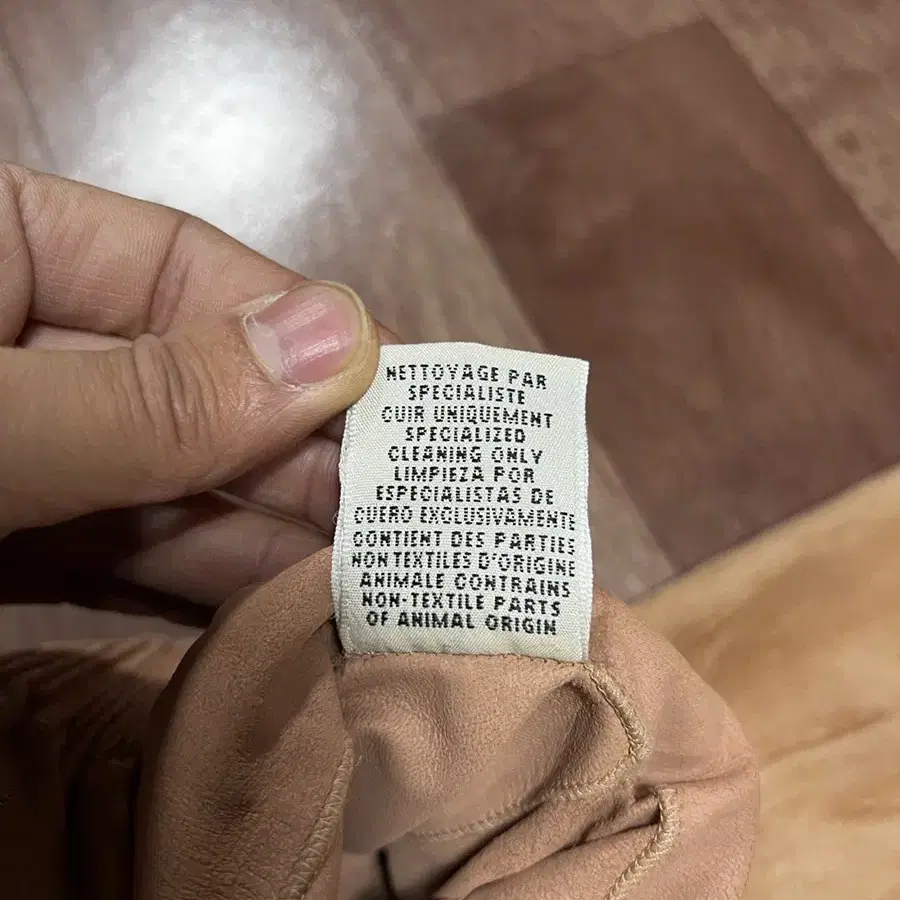 NETTOYAGE PAR
SPECIALISTE
CUIR UNIQUEMENT
SPECIALIZED
CLEANING ONLY
LIMPIEZA POR
ESPECIALISTAS DE
CUERO EXCLUSIVAMENTE
CONTIENT DES PARTIES
NON TEXTILES D'ORIGINE
ANIMALE CONTRAINS
NON-TEXTILE PARTS
OF ANIMAL ORIGIN